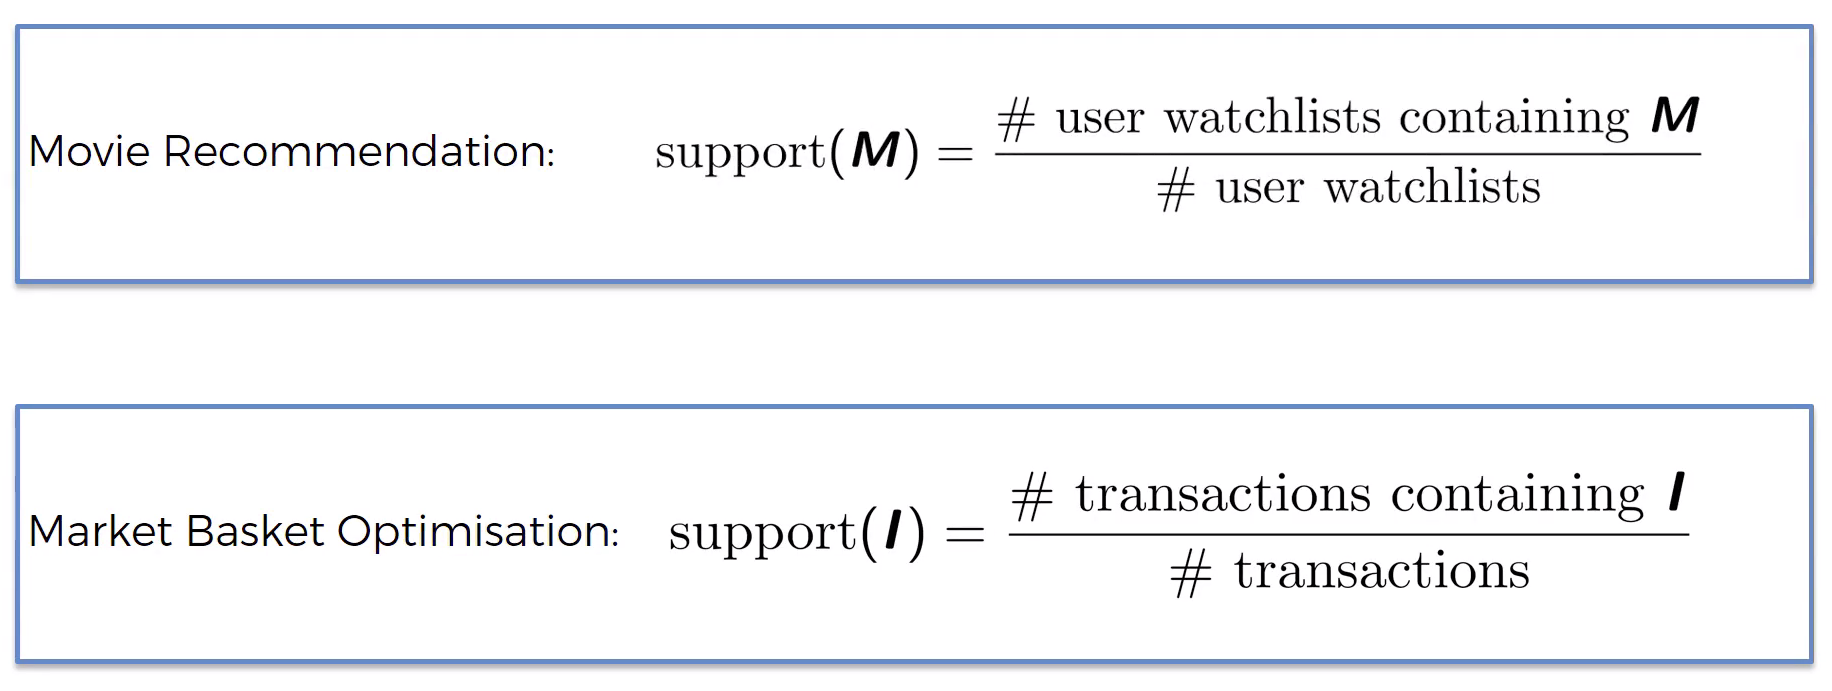 Movie Recommendation: support(M) = # user watchlists containing M
# user watchlists
Market Basket Optimisation: support(I) = # transactions containing I
# transactions